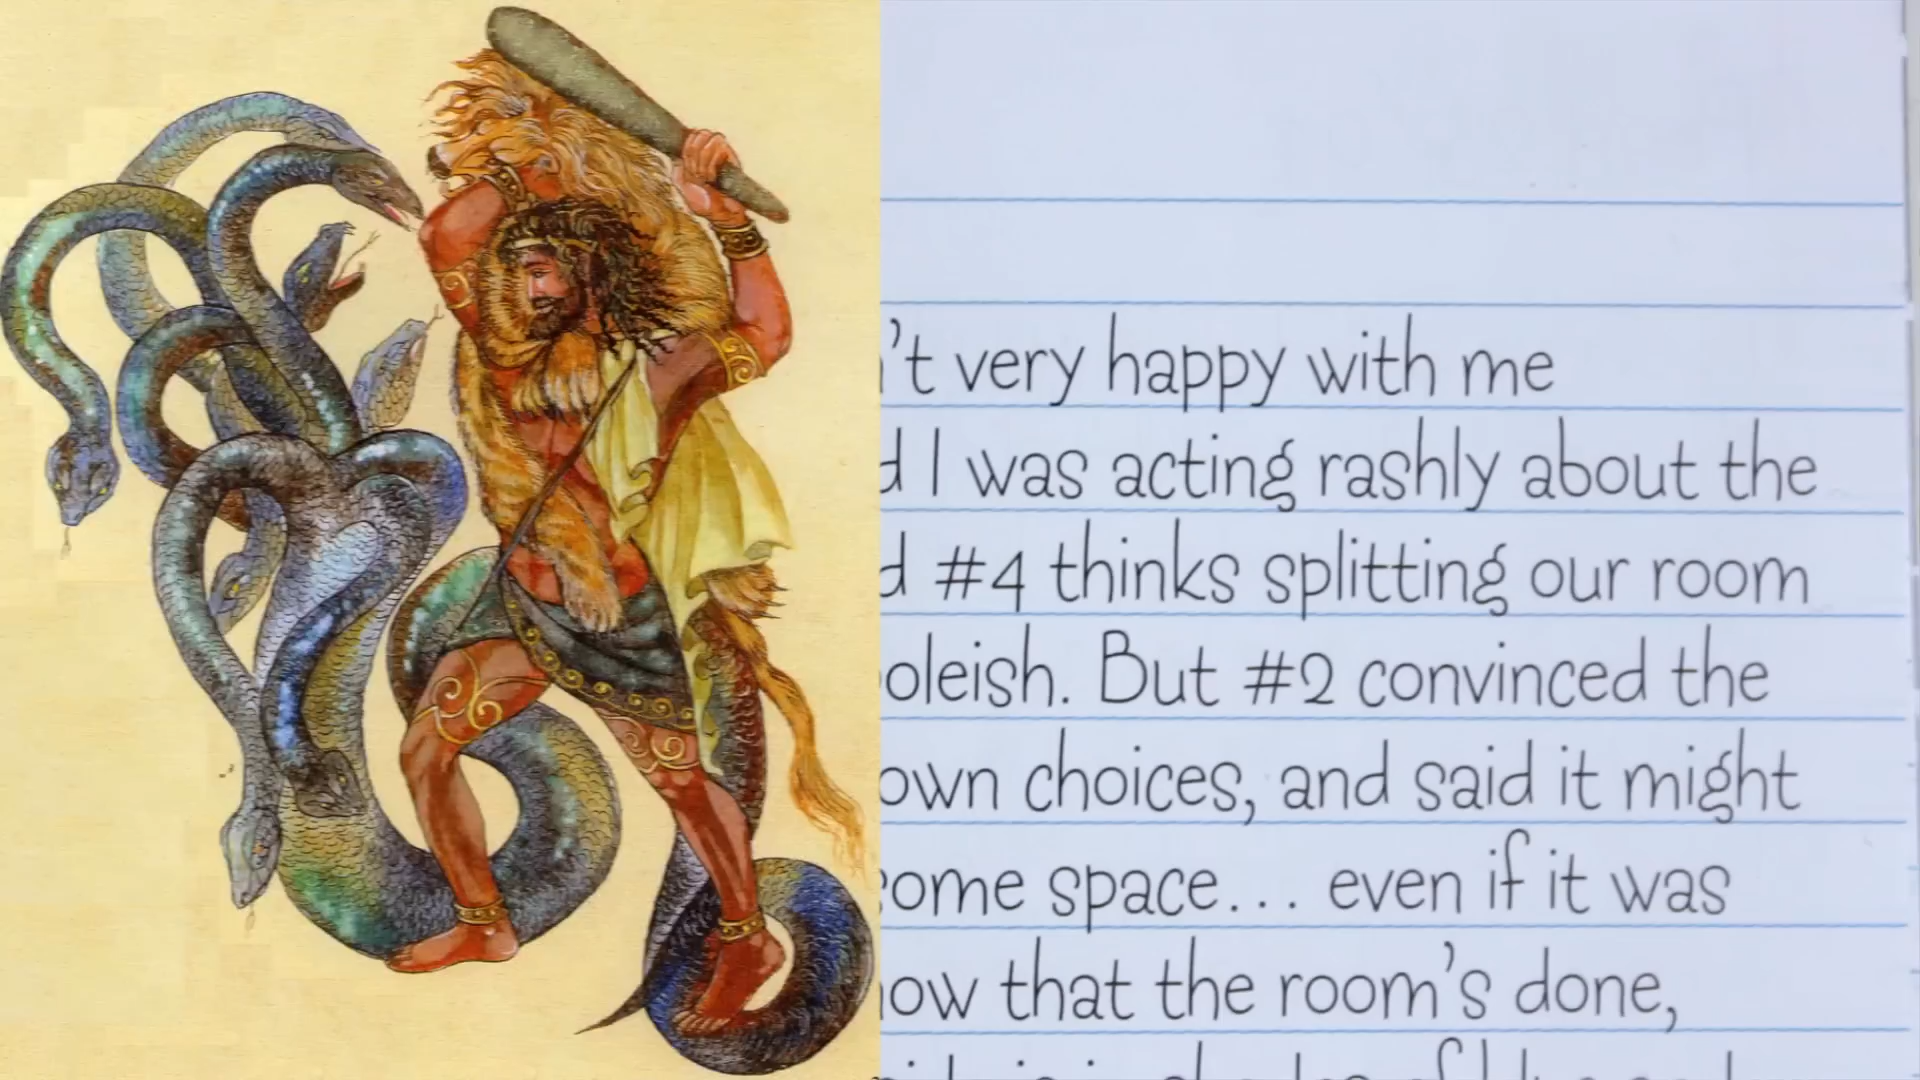 't very happy with me
I was acting rashly about the
#4 thinks splitting our room
oleish. But #2 convinced the
own choices, and said it might
ome space... even if it was
ow that the room's done,